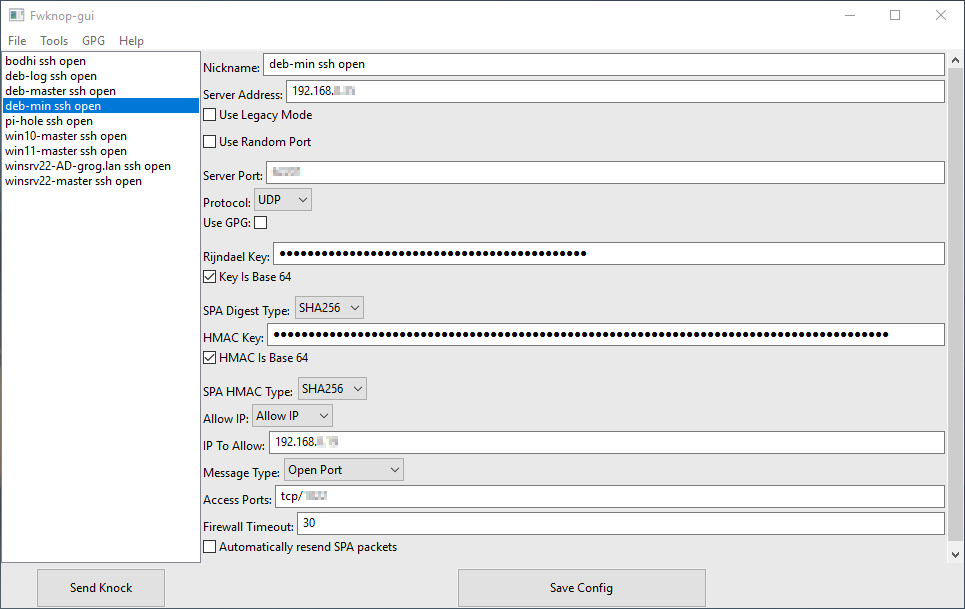 Fwknop-gui
File Tools GPG Help
bodhi ssh open
deb-log ssh open
deb-master ssh open
deb-min ssh open
pi-hole ssh open
win10-master ssh open
win11-master ssh open
winsrv22-AD-grog.lan ssh open
winsrv22-master ssh open
Nickname: deb-min ssh open
Server Address: 192.168.
Use Legacy Mode
Use Random Port
Server Port:
Protocol: UDP
Use GPG:
Rijndael Key:
Key Is Base 64
SPA Digest Type: SHA256
HMAC Key:
HMAC Is Base 64
SPA HMAC Type: SHA256
Allow IP: Allow IP
IP To Allow: 192.168.
Message Type: Open Port
Access Ports: tcp/
Firewall Timeout: 30
Automatically resend SPA packets
Send Knock
Save Config